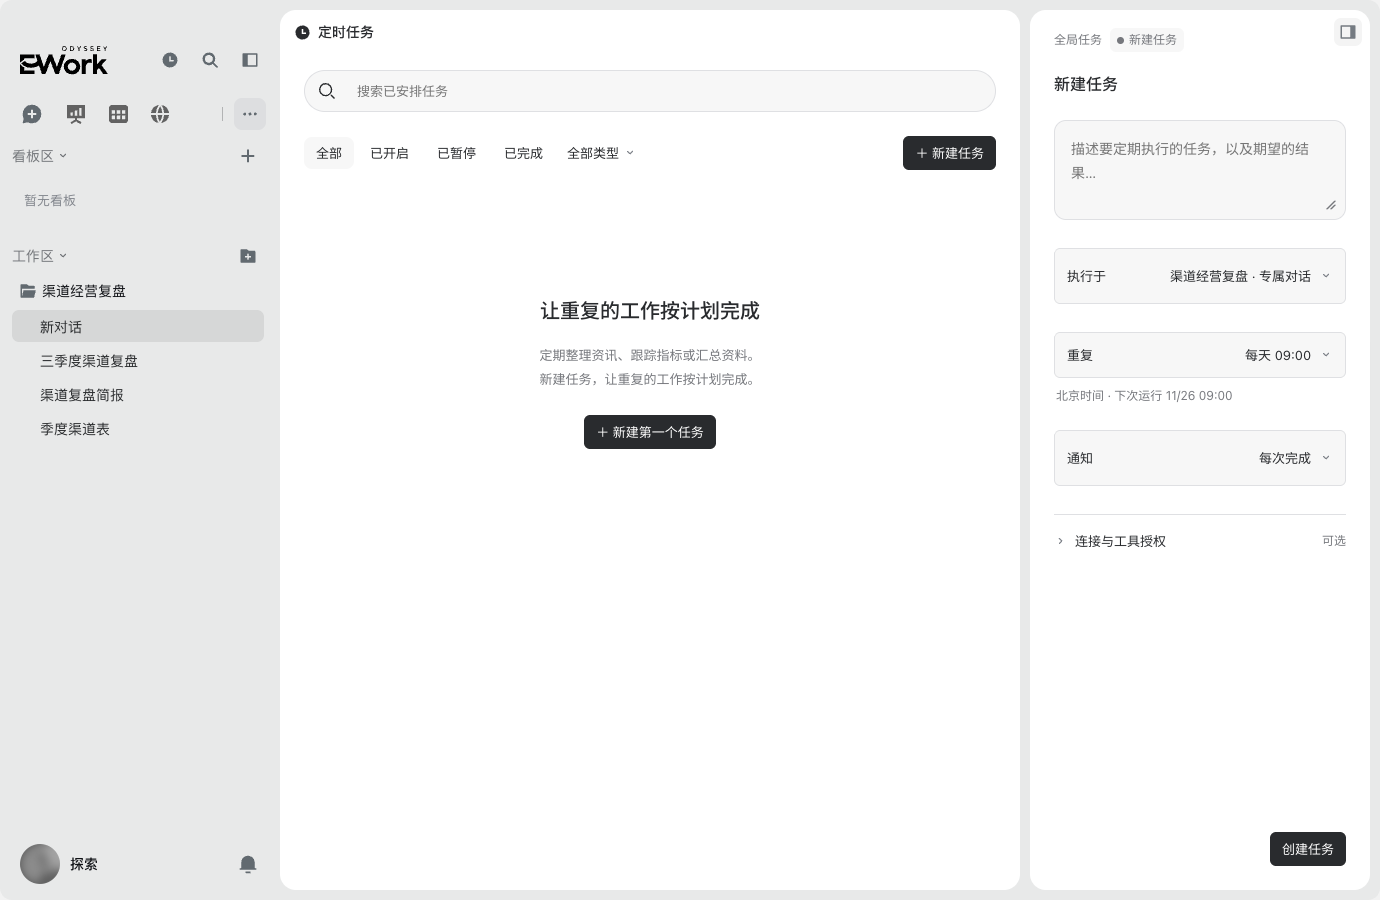 ODYSSEY
EWork
看板区
暂无看板
工作区
渠道经营复盘
新对话
三季度渠道复盘
渠道复盘简报
季度渠道表
探索
定时任务
搜索已安排任务
全部 已开启 已暂停 已完成 全部类型
新建任务
让重复的工作按计划完成
定期整理资讯、跟踪指标或汇总资料。
新建任务，让重复的工作按计划完成。
新建第一个任务
全局任务 新建任务
新建任务
描述要定期执行的任务，以及期望的结
果...
执行于 渠道经营复盘 · 专属对话
重复 每天 09:00
北京时间 · 下次运行 11/26 09:00
通知 每次完成
连接与工具授权 可选
创建任务